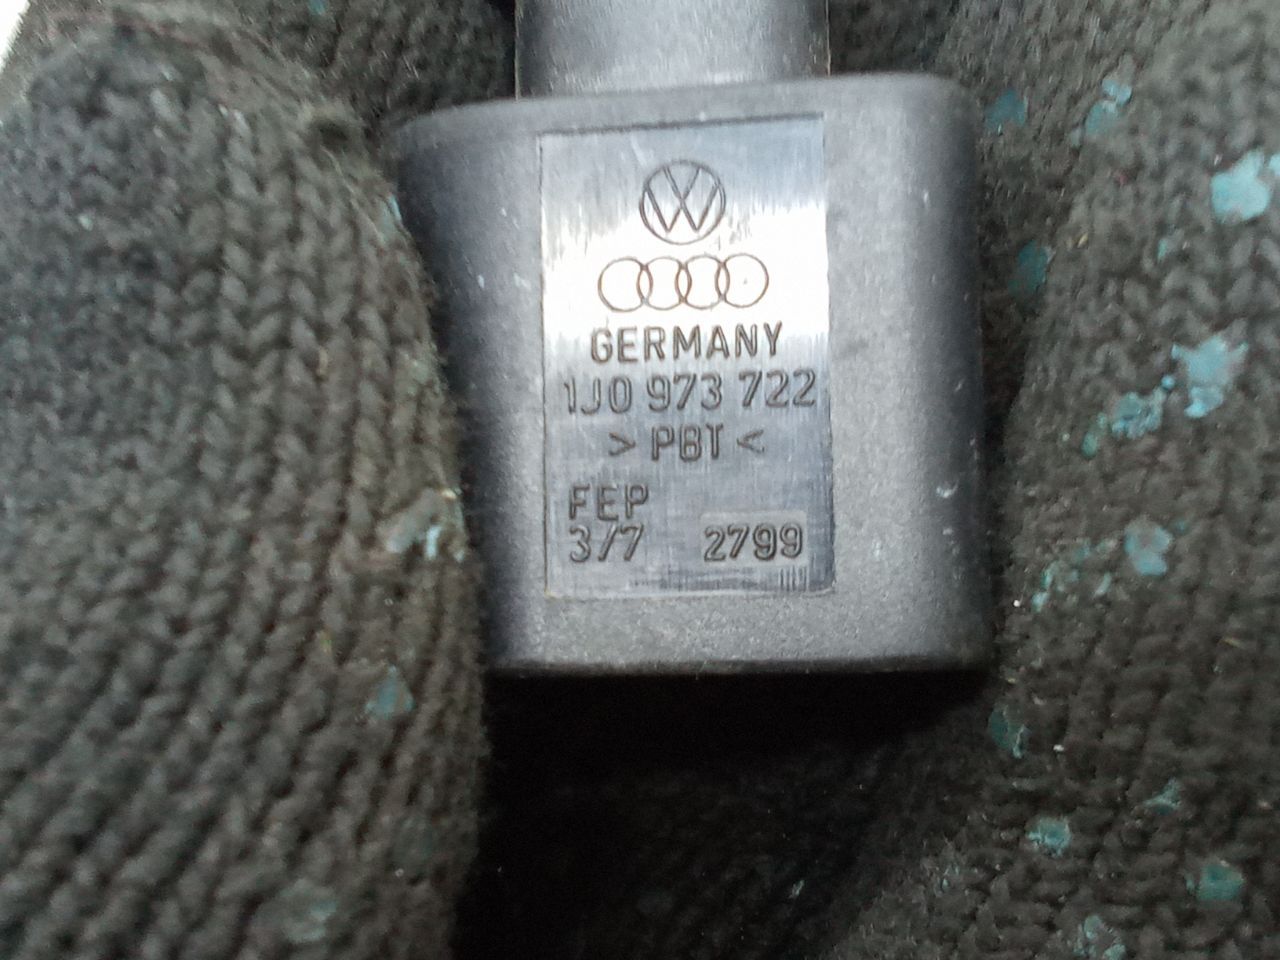 GERMANY
1J0 973 722
> PBT <
FEP
3/7 2799